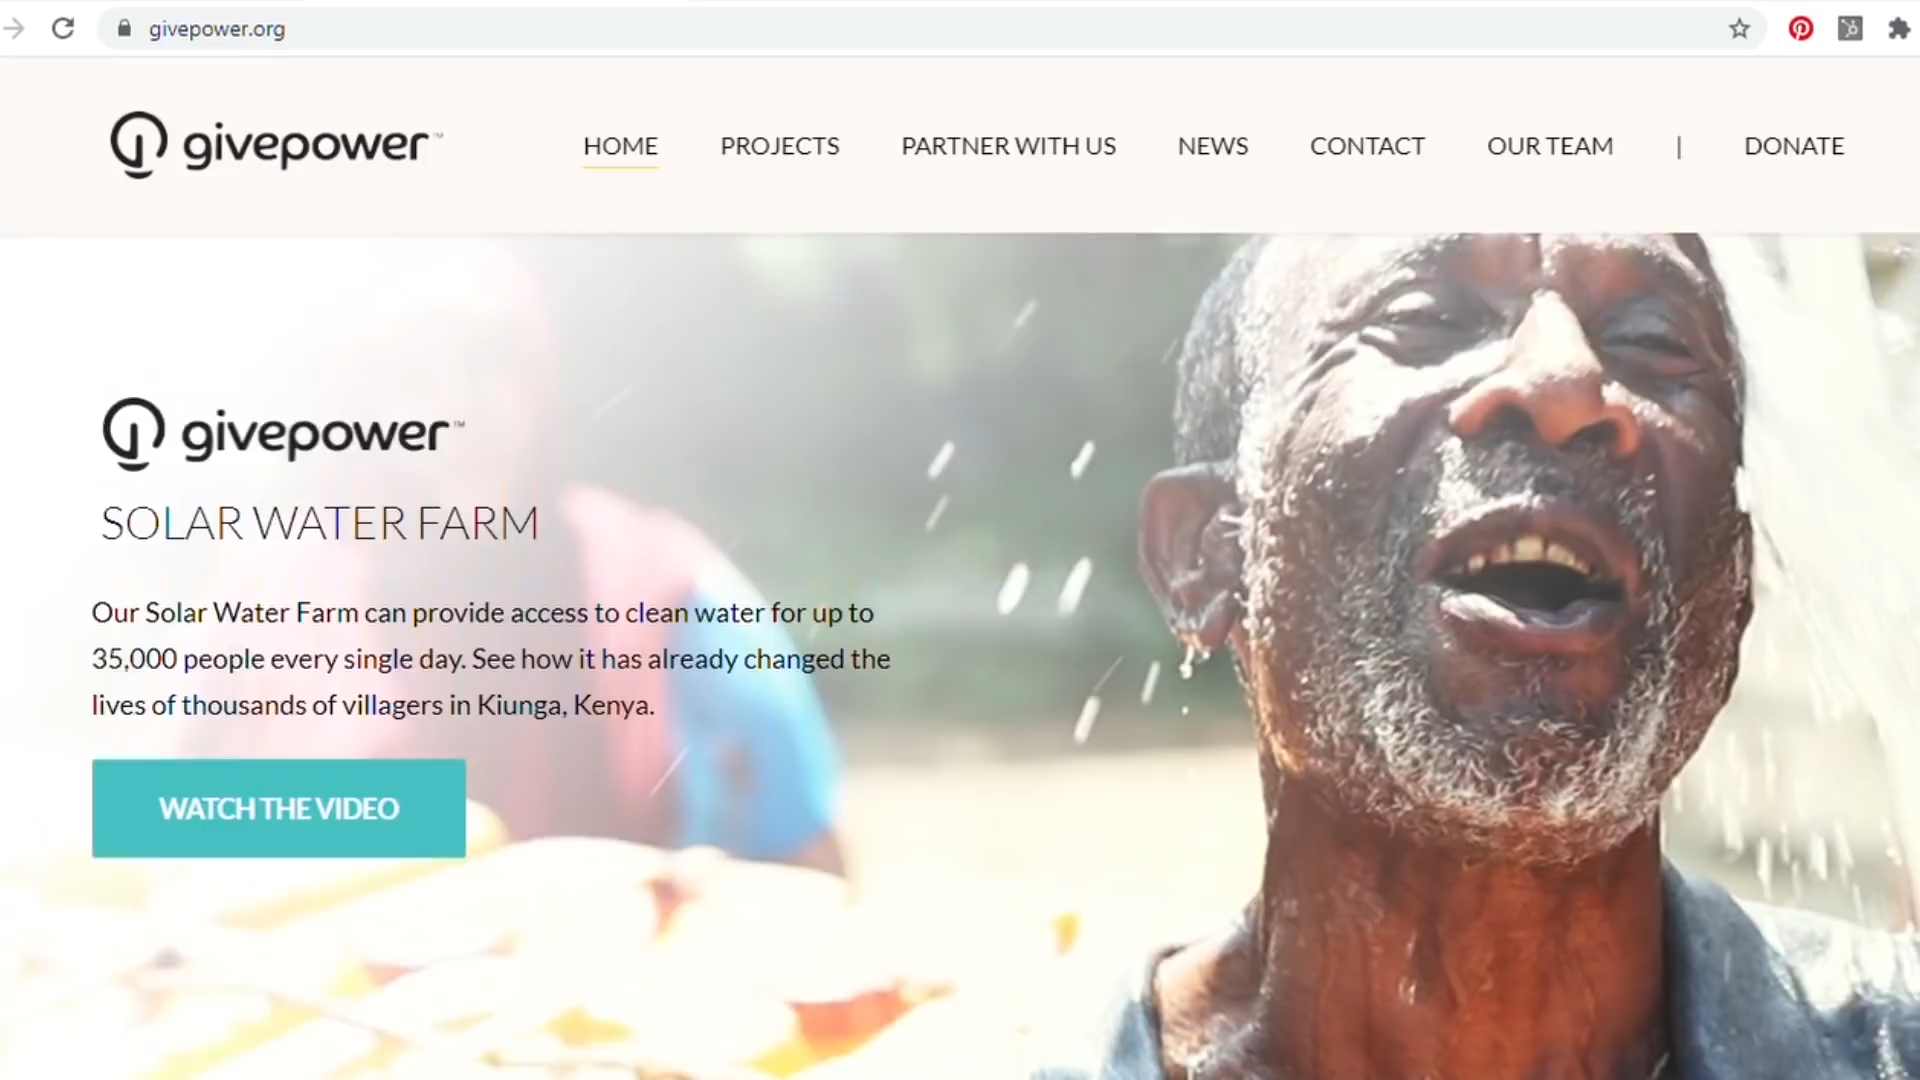 givepower.org
givepower™
HOME
PROJECTS
PARTNER WITH US
NEWS
CONTACT
OUR TEAM
|
DONATE
givepower™
SOLAR WATER FARM
Our Solar Water Farm can provide access to clean water for up to
35,000 people every single day. See how it has already changed the
lives of thousands of villagers in Kiunga, Kenya.
WATCH THE VIDEO